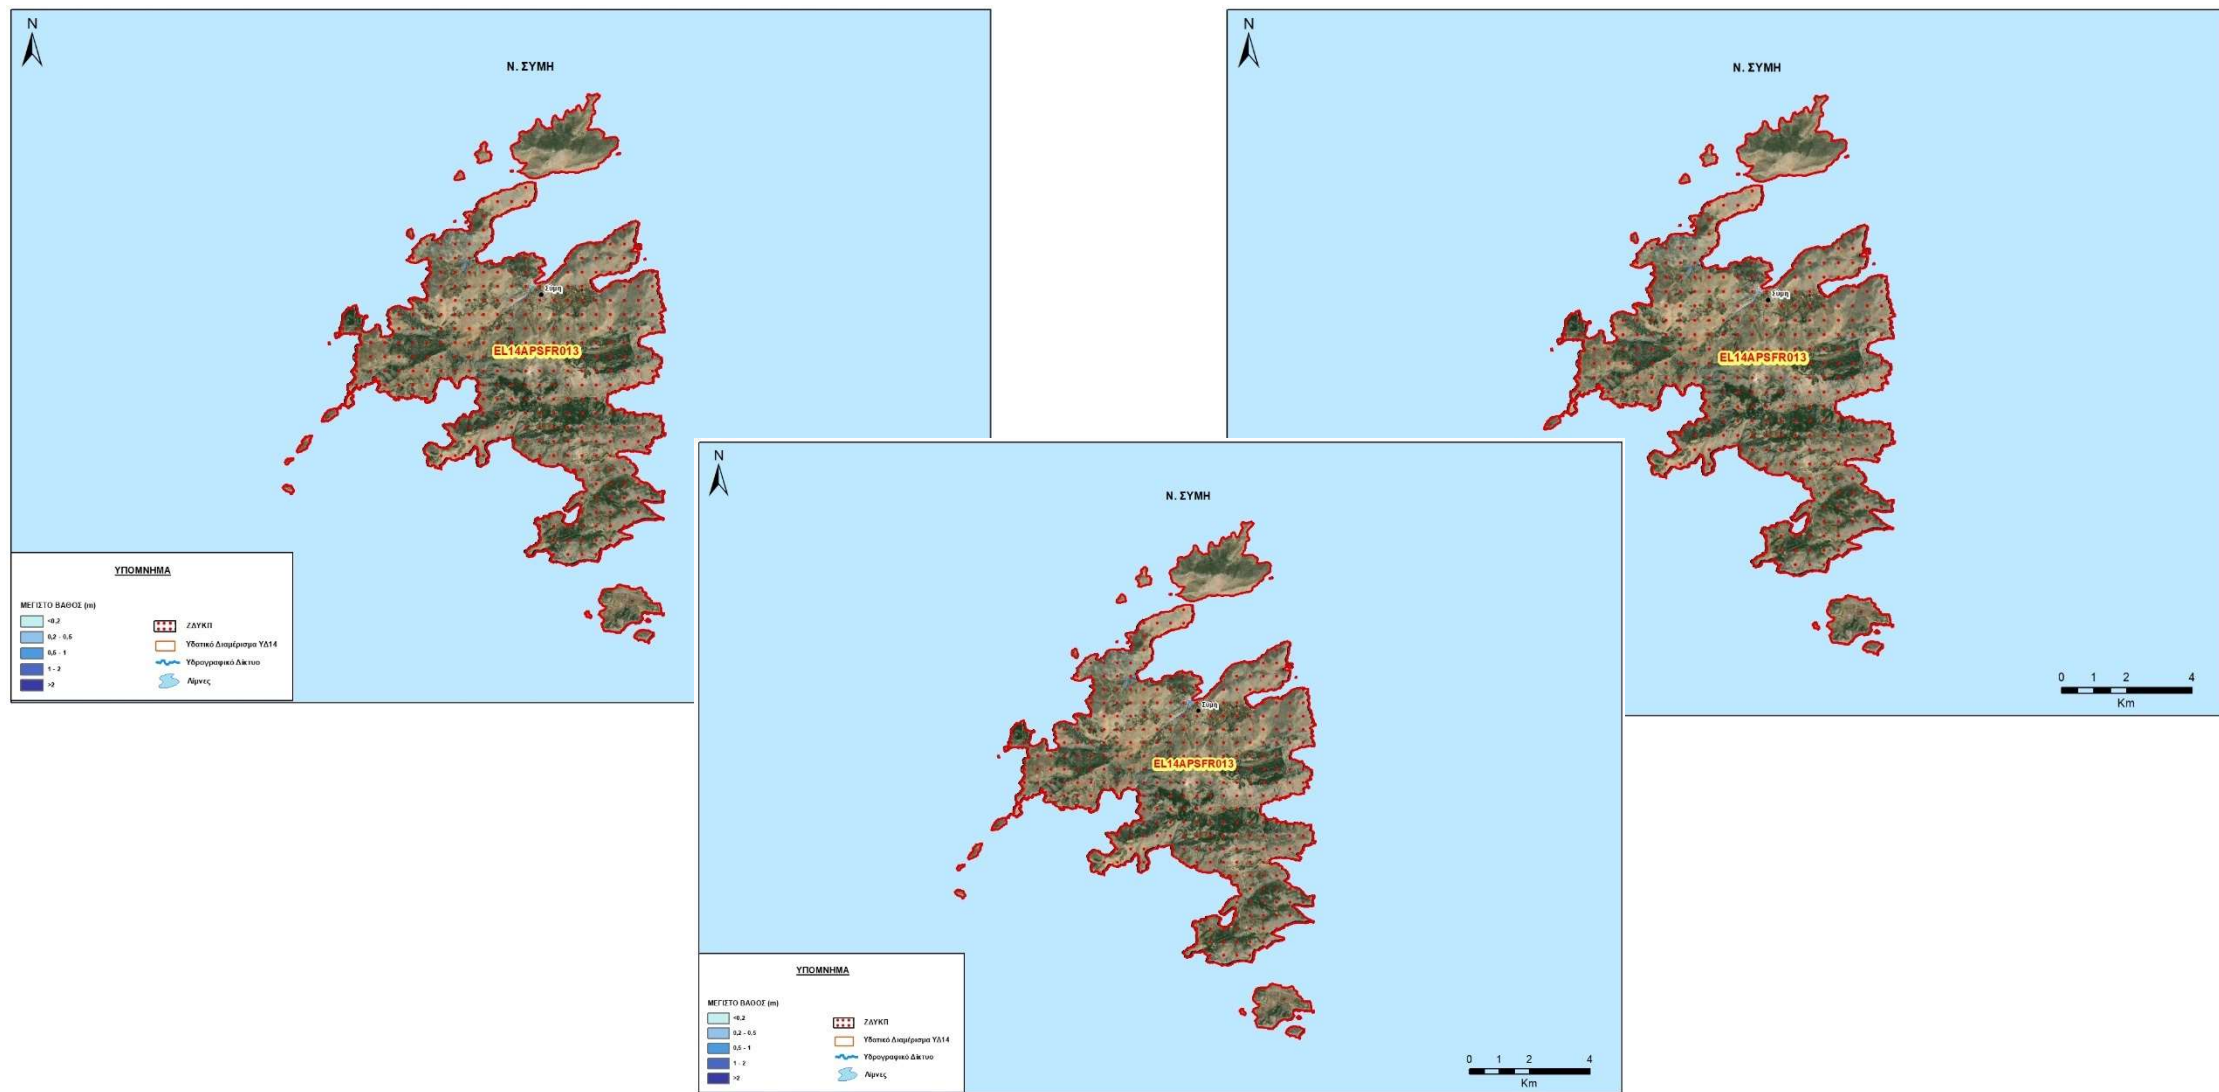 N
Ν. ΣΥΜΗ
Σύμη
EL14APSFR013
ΥΠΟΜΝΗΜΑ
ΜΕΓΙΣΤΟ ΒΑΘΟΣ (m)
<0,2
0,2 - 0,5
0,5 - 1
1 - 2
>2
ΖΔΥΚΠ
Υδατικό Διαμέρισμα ΥΔ14
Υδρογραφικό Δίκτυο
Λίμνες
N
Ν. ΣΥΜΗ
Σύμη
EL14APSFR013
0 1 2 4
Km
N
Ν. ΣΥΜΗ
Σύμη
EL14APSFR013
ΥΠΟΜΝΗΜΑ
ΜΕΓΙΣΤΟ ΒΑΘΟΣ (m)
<0,2
0,2 - 0,5
0,5 - 1
1 - 2
>2
ΖΔΥΚΠ
Υδατικό Διαμέρισμα ΥΔ14
Υδρογραφικό Δίκτυο
Λίμνες
0 1 2 4
Km